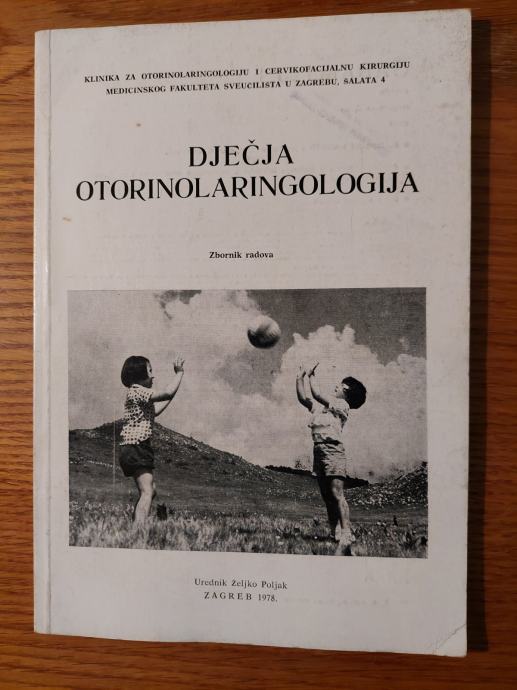 KLINIKA ZA OTORINOLARINGOLOGIJU I CERVIKOFACIJALNU KIRURGIJU
MEDICINSKOG FAKULTETA SVEUČILIŠTA U ZAGREBU, ŠALATA 4
DJEČJA
OTORINOLARINGOLOGIJA
Zbornik radova
Urednik Željko Poljak
ZAGREB 1978.